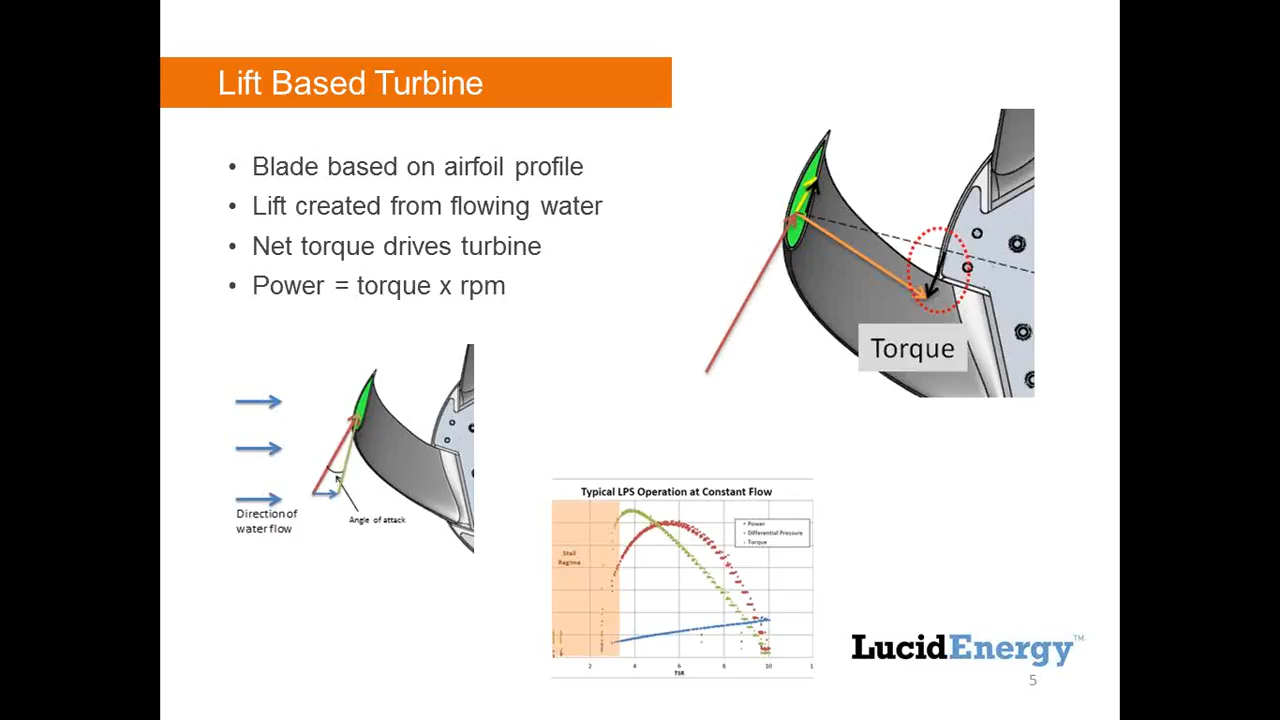 Lift Based Turbine
• Blade based on airfoil profile
• Lift created from flowing water
• Net torque drives turbine
• Power = torque x rpm
Torque
Direction of
water flow
Angle of attack
Typical LPS Operation at Constant Flow
Stall
Regime
Power
Differential Pressure
Torque
2 4 6 8 10 1
TSR
LucidEnergy™
5